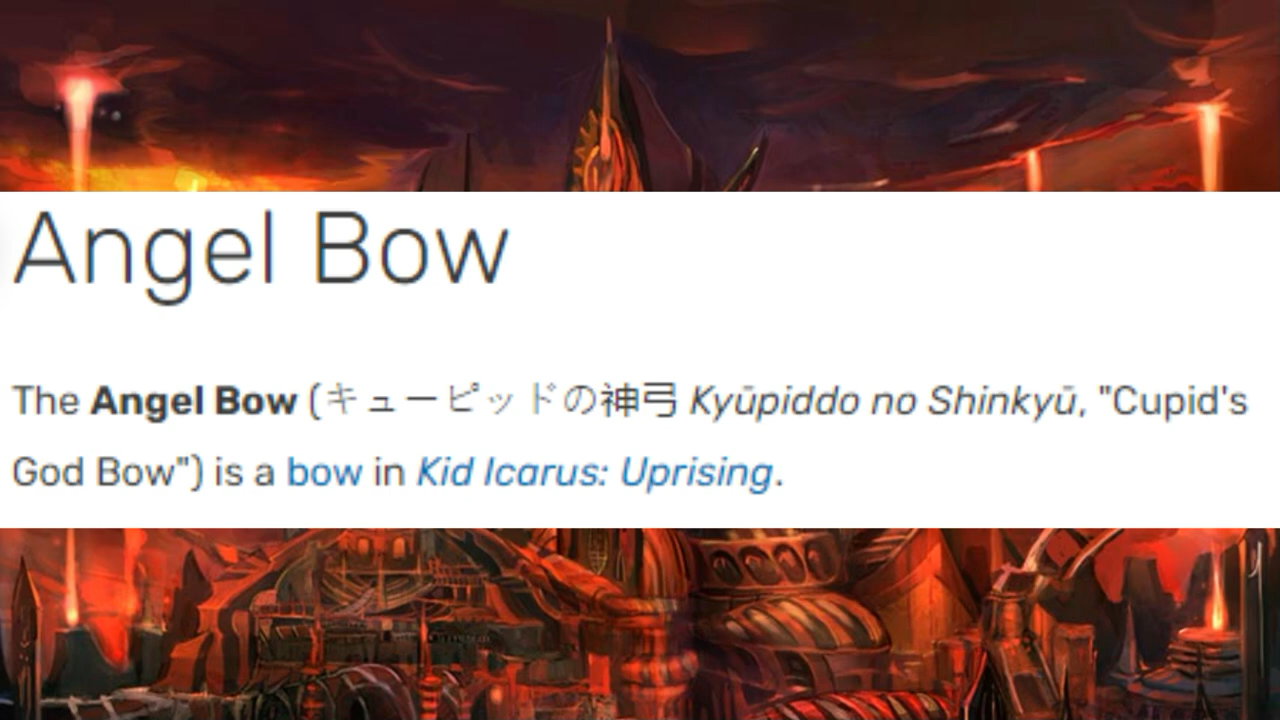 Angel Bow
The Angel Bow (キューピッドの神弓 Kyūpiddo no Shinkyū, "Cupid's
God Bow") is a bow in Kid Icarus: Uprising.